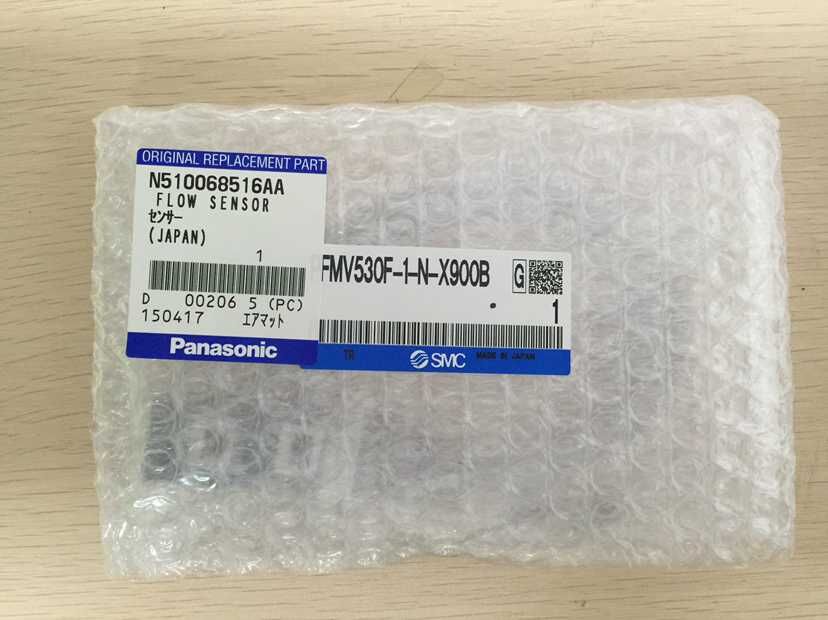 ORIGINAL REPLACEMENT PART
N510068516AA
FLOW SENSOR
センサー
(JAPAN)
1
D 00206 5 (PC)
150417 エアマット
Panasonic
FMV530F-1-N-X900B
G
1
TR
SMC
MADE IN JAPAN